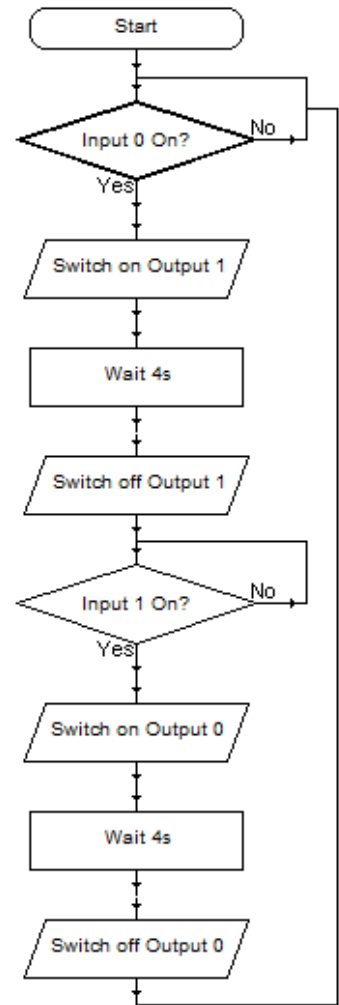 Start
Input 0 On?
No
Yes
Switch on Output 1
Wait 4s
Switch off Output 1
Input 1 On?
No
Yes
Switch on Output 0
Wait 4s
Switch off Output 0